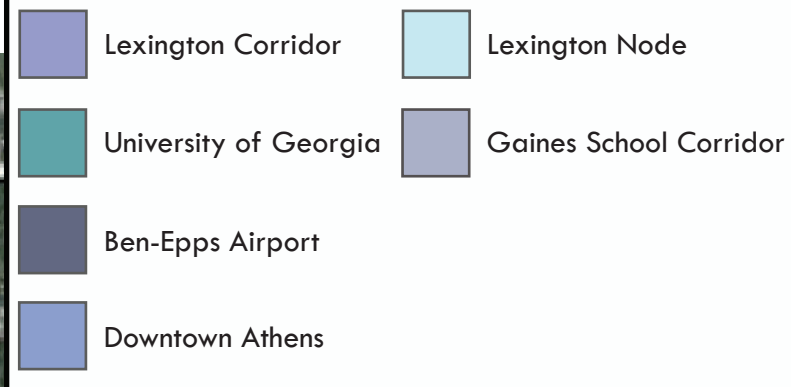 Lexington Corridor
University of Georgia
Ben-Epps Airport
Downtown Athens
Lexington Node
Gaines School Corridor